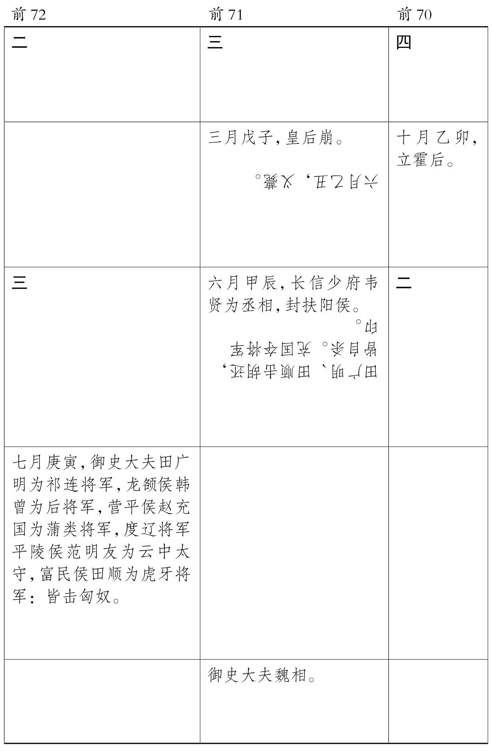 前72
前71
前70
二
三
四
三月戊子，皇后崩。
六月乙丑，义薨。
十月乙卯，
立霍后。
三
六月甲辰，长信少府韦
贤为丞相，封扶阳侯。
田广明、田顺击胡还，
皆自杀。充国夺将军
印。
二
七月庚寅，御史大夫田广
明为祁连将军，龙额侯韩
曾为后将军，营平侯赵充
国为蒲类将军，度辽将军
平陵侯范明友为云中太
守，富民侯田顺为虎牙将
军：皆击匈奴。
御史大夫魏相。